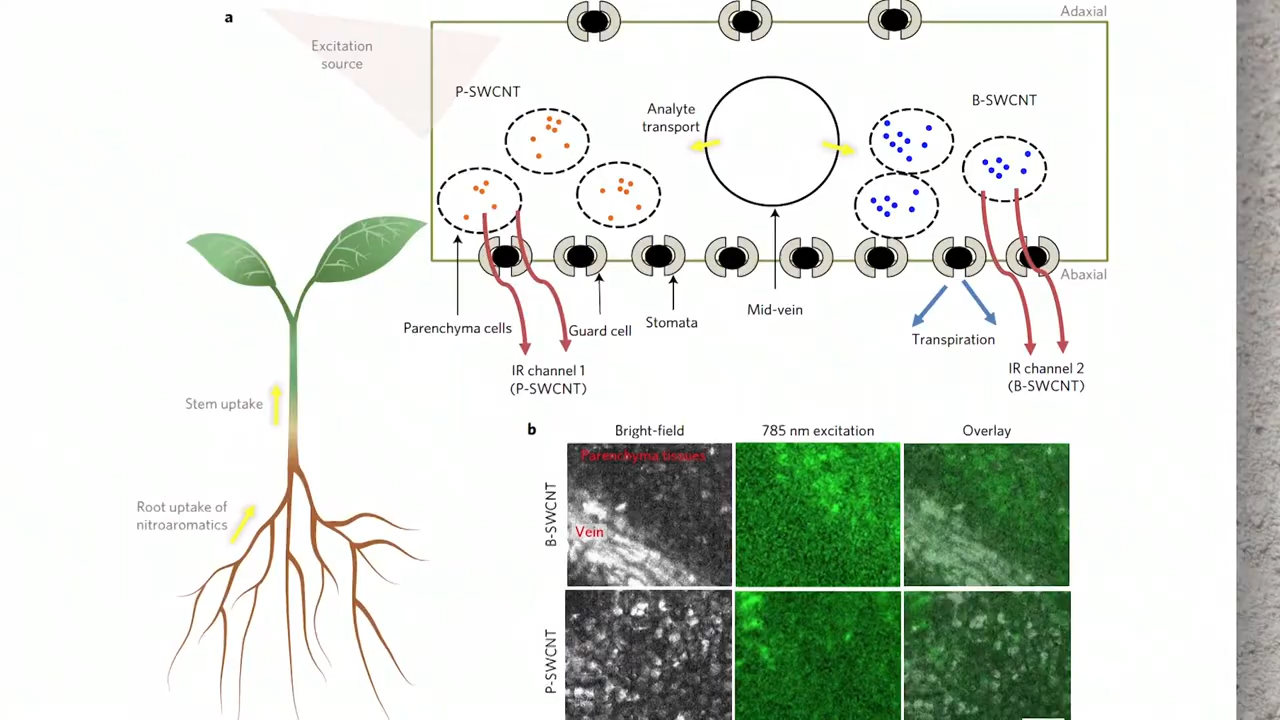 a
Adaxial
Excitation
source
P-SWCNT
Analyte
transport
B-SWCNT
Abaxial
Parenchyma cells
Guard cell
Stomata
Mid-vein
Transpiration
IR channel 1
(P-SWCNT)
IR channel 2
(B-SWCNT)
Stem uptake
Root uptake of
nitroaromatics
b
Bright-field
785 nm excitation
Overlay
B-SWCNT
Parenchyma tissues
Vein
P-SWCNT